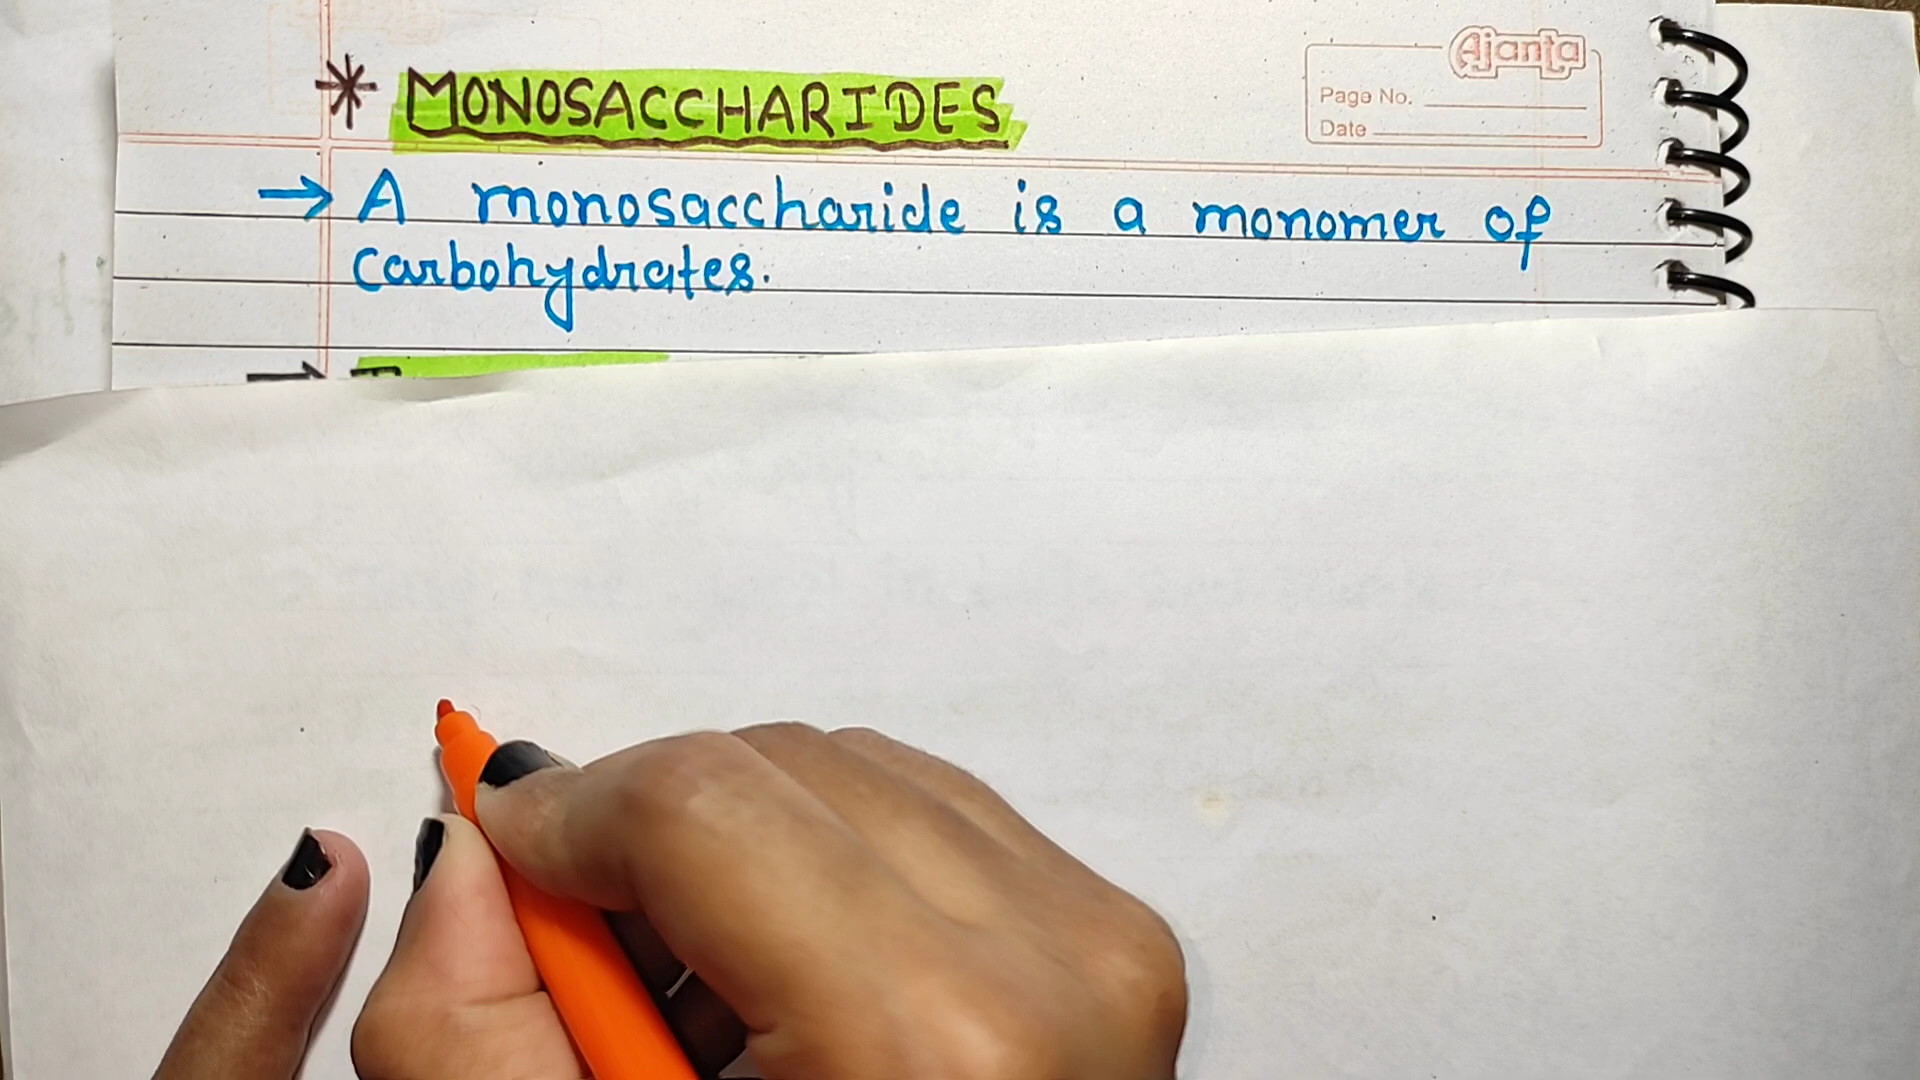 Ajanta
Page No.
Date
* MONOSACCHARIDES
→ A monosaccharide is a monomer of
carbohydrates.